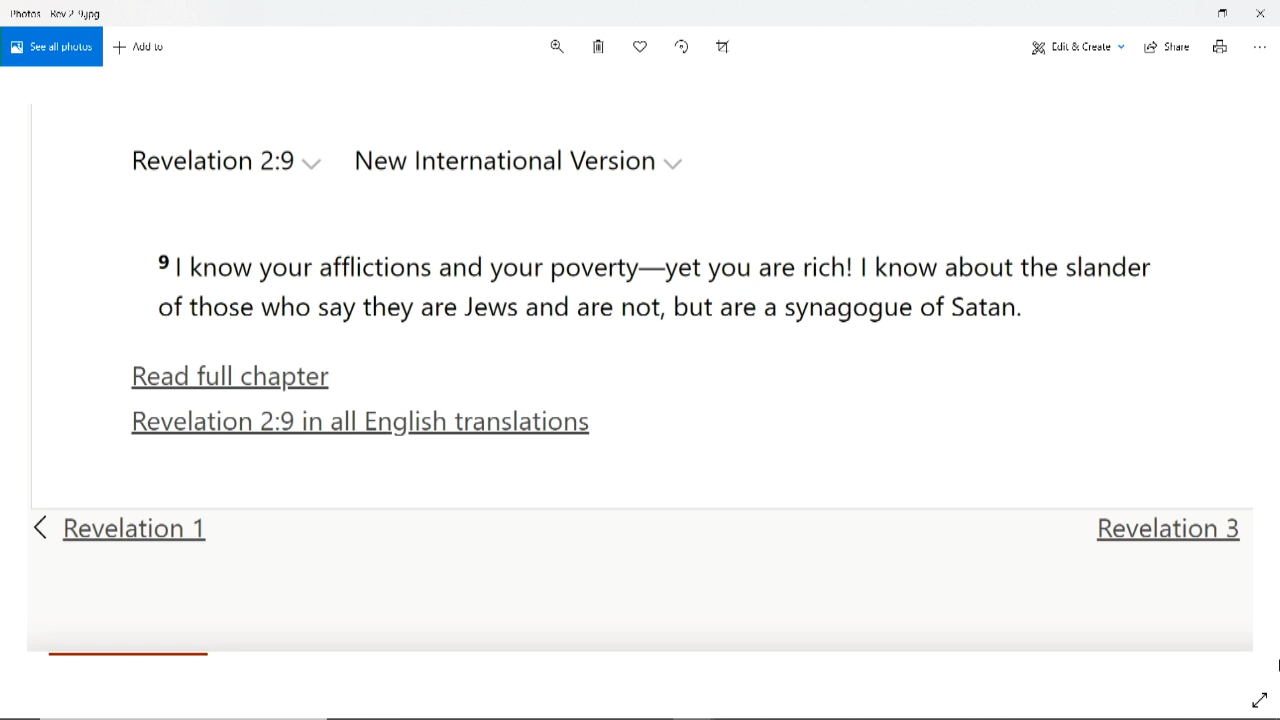 Photos - Rev 2 9.jpg
See all photos
Add to
Edit & Create
Share
Revelation 2:9
New International Version
9 I know your afflictions and your poverty—yet you are rich! I know about the slander
of those who say they are Jews and are not, but are a synagogue of Satan.
Read full chapter
Revelation 2:9 in all English translations
Revelation 1
Revelation 3